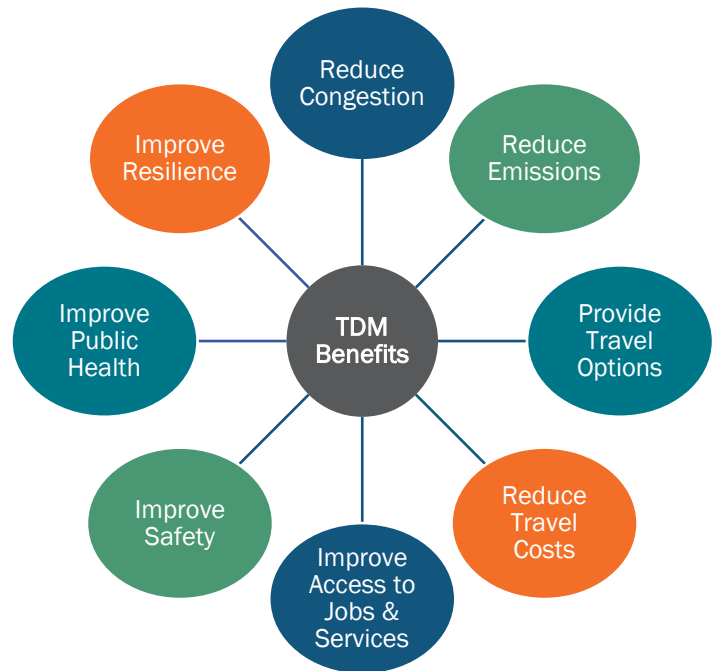 Reduce
Congestion
Reduce
Emissions
Provide
Travel
Options
Reduce
Travel
Costs
Improve
Access to
Jobs &
Services
Improve
Safety
Improve
Public
Health
Improve
Resilience
TDM
Benefits